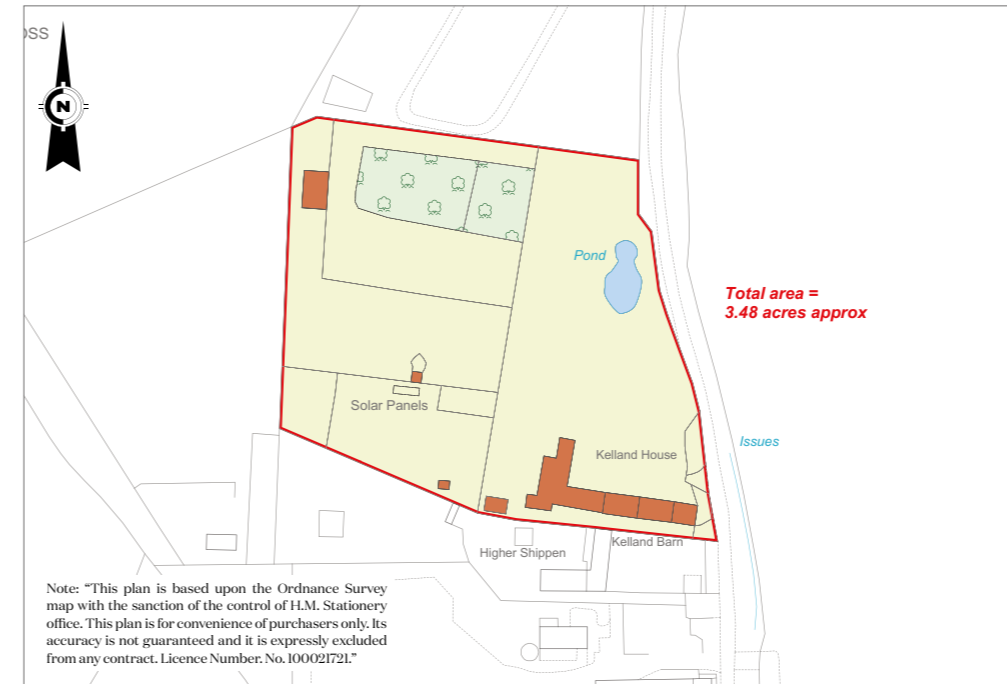 OSS
N
Pond
Total area =
3.48 acres approx
Solar Panels
Issues
Kelland House
Kelland Barn
Higher Shippen
Note: “This plan is based upon the Ordnance Survey
map with the sanction of the control of H.M. Stationery
office. This plan is for convenience of purchasers only. Its
accuracy is not guaranteed and it is expressly excluded
from any contract. Licence Number. No. 100021721.”